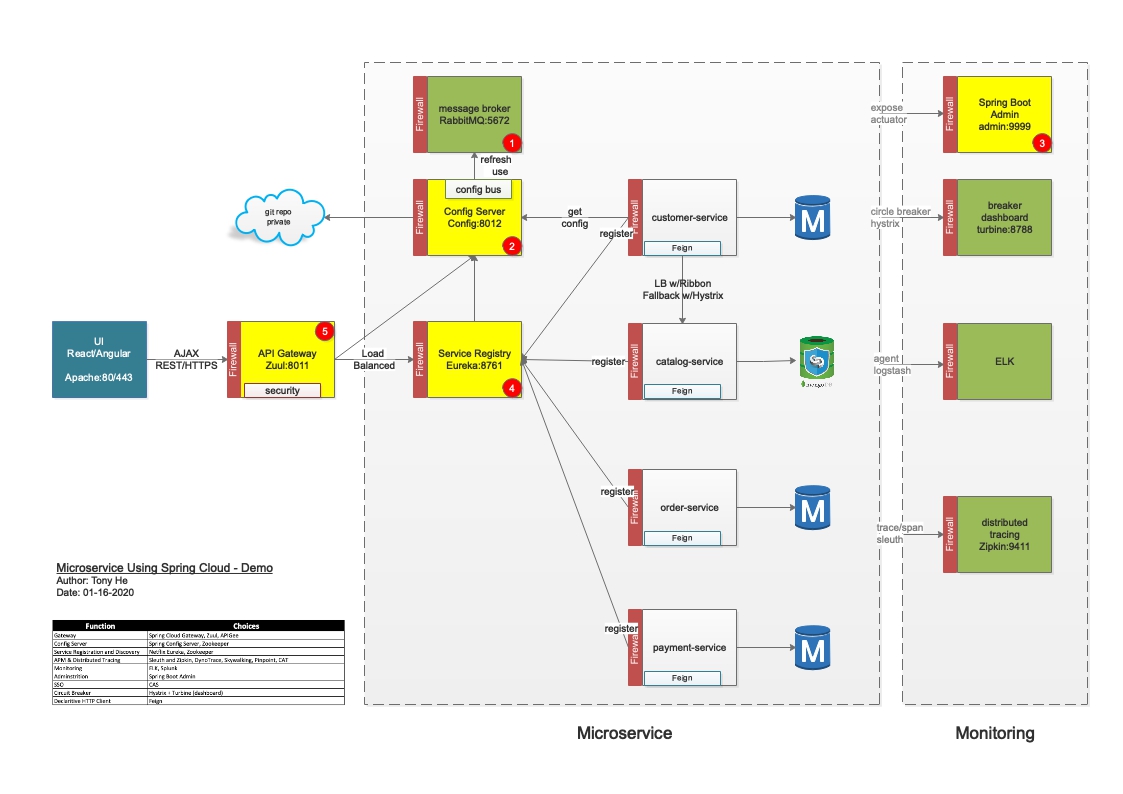 Firewall
message broker
RabbitMQ:5672
1
refresh
use
git repo
private
Firewall
config bus
Config Server
Config:8012
2
get
config
Firewall
register
customer-service
Feign
M
LB w/Ribbon
Fallback w/Hystrix
UI
React/Angular
Apache:80/443
AJAX
REST/HTTPS
Firewall
5
API Gateway
Zuul:8011
security
Load
Balanced
Firewall
Service Registry
Eureka:8761
4
register
Firewall
catalog-service
Feign
mongoDB
register
Firewall
order-service
Feign
M
register
Firewall
payment-service
Feign
M
Microservice
expose
actuator
Firewall
Spring Boot
Admin
admin:9999
3
circle breaker
hystrix
Firewall
breaker
dashboard
turbine:8788
agent
logstash
Firewall
ELK
trace/span
sleuth
Firewall
distributed
tracing
Zipkin:9411
Monitoring
Microservice Using Spring Cloud - Demo
Author: Tony He
Date: 01-16-2020
Function Choices
Gateway Spring Cloud Gateway, Zuul, APIGee
Config Server Spring Config Server, Zookeeper
Service Registration and Discovery Netflix Eureka, Zookeeper
APM & Distributed Tracing Sleuth and Zipkin, DynoTrace, Skywalking, Pinpoint, CAT
Monitoring ELK, Splunk
Adminstrition Spring Boot Admin
SSO CAS
Circuit Breaker Hystrix + Turbine (dashboard)
Declaritive HTTP Client Feign